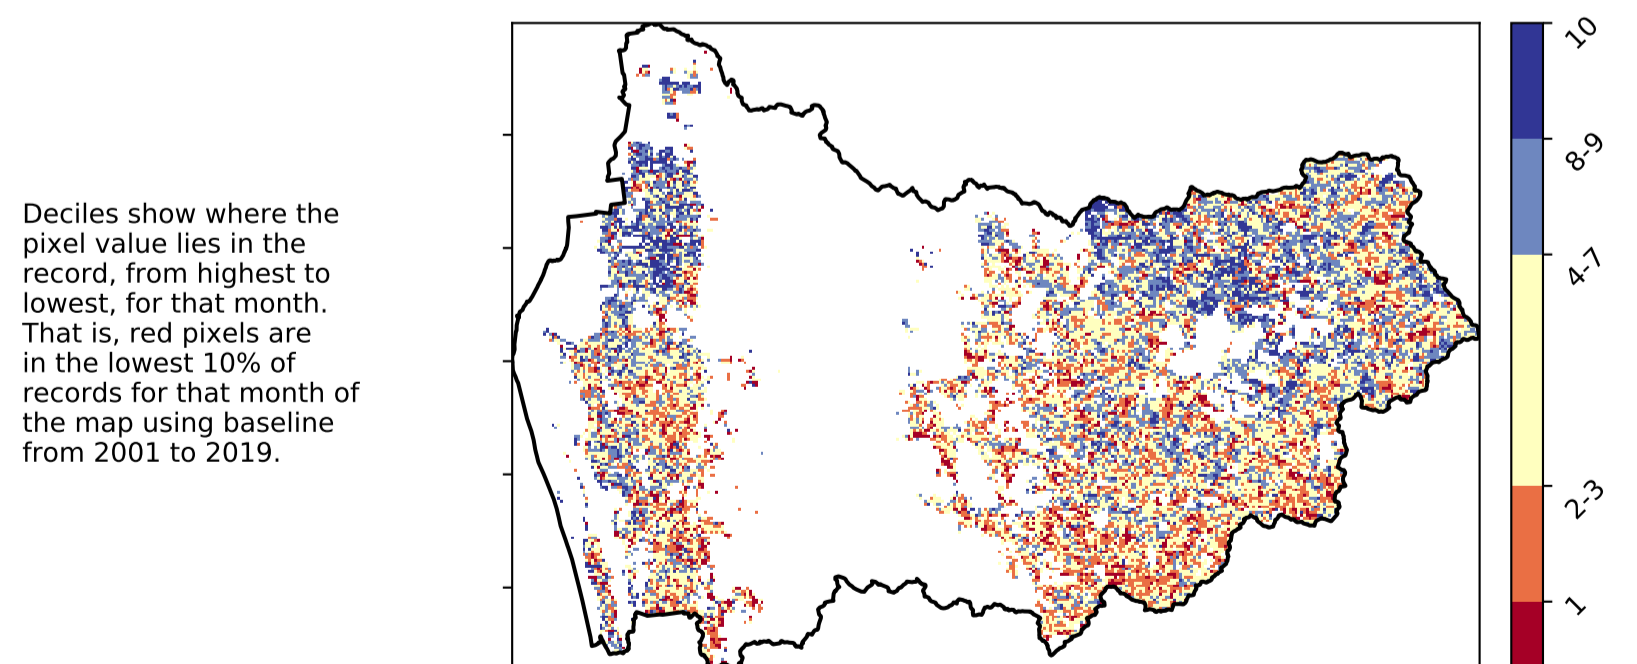 Deciles show where the
pixel value lies in the
record, from highest to
lowest, for that month.
That is, red pixels are
in the lowest 10% of
records for that month of
the map using baseline
from 2001 to 2019.
10
8-9
4-7
2-3
1